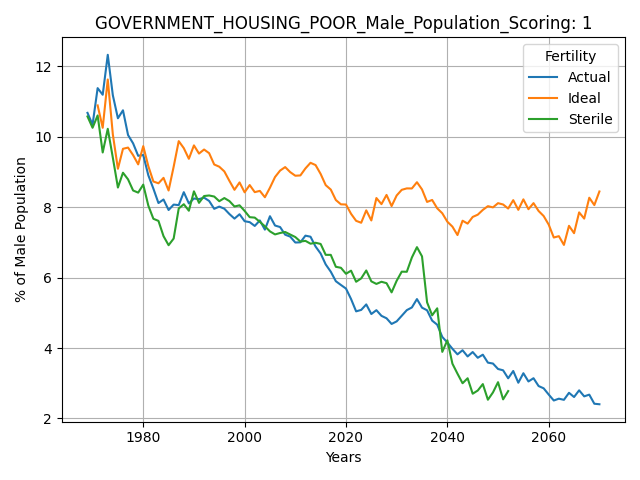 GOVERNMENT_HOUSING_POOR_Male_Population_Scoring: 1
Fertility
Actual
Ideal
Sterile
% of Male Population
12
10
8
6
4
2
1980
2000
2020
2040
2060
Years